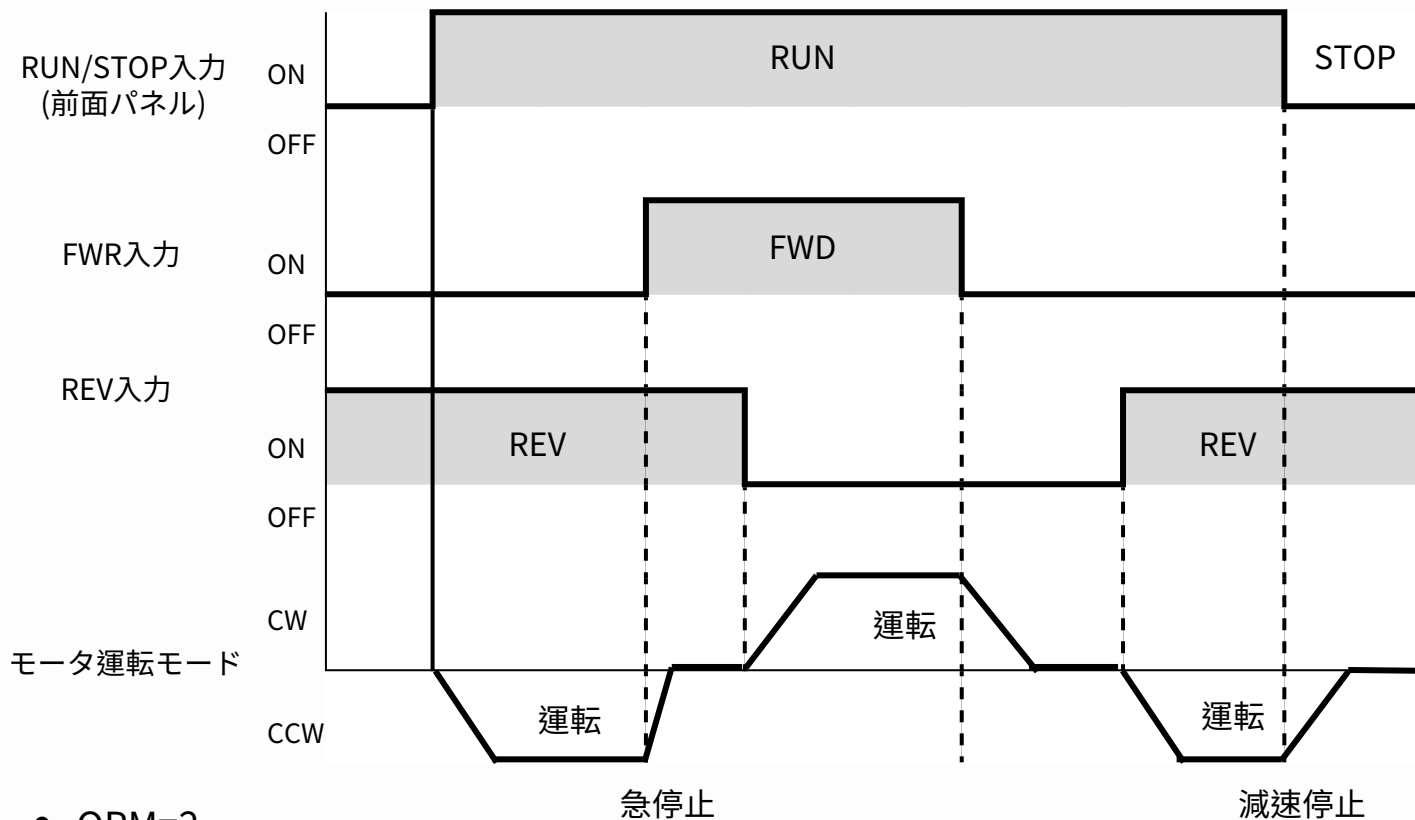 RUN/STOP入力
(前面パネル)
ON
OFF
RUN
STOP
FWR入力
ON
OFF
FWD
REV入力
ON
OFF
REV
REV
モータ運転モード
CW
CCW
運転
運転
運転
急停止
減速停止